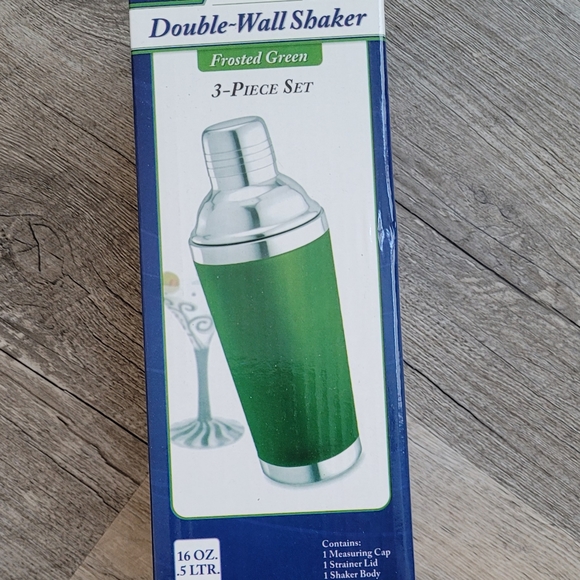 Double-Wall Shaker
Frosted Green
3-Piece Set
16 OZ.
.5 LTR.
Contains:
1 Measuring Cap
1 Strainer Lid
1 Shaker Body